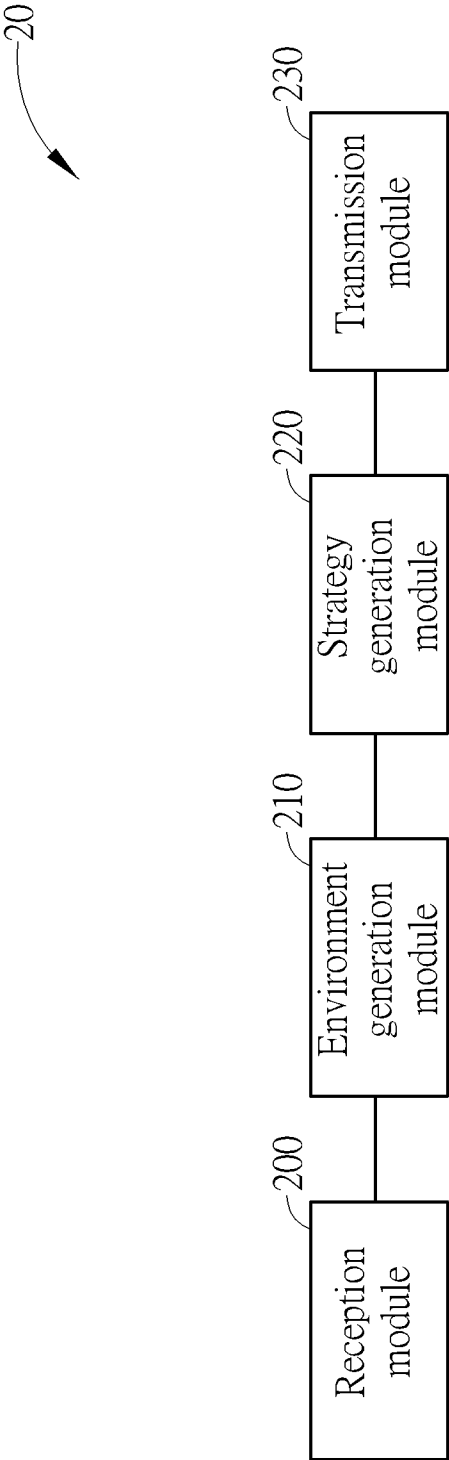 20
200
Reception
module
210
Environment
generation
module
220
Strategy
generation
module
230
Transmission
module